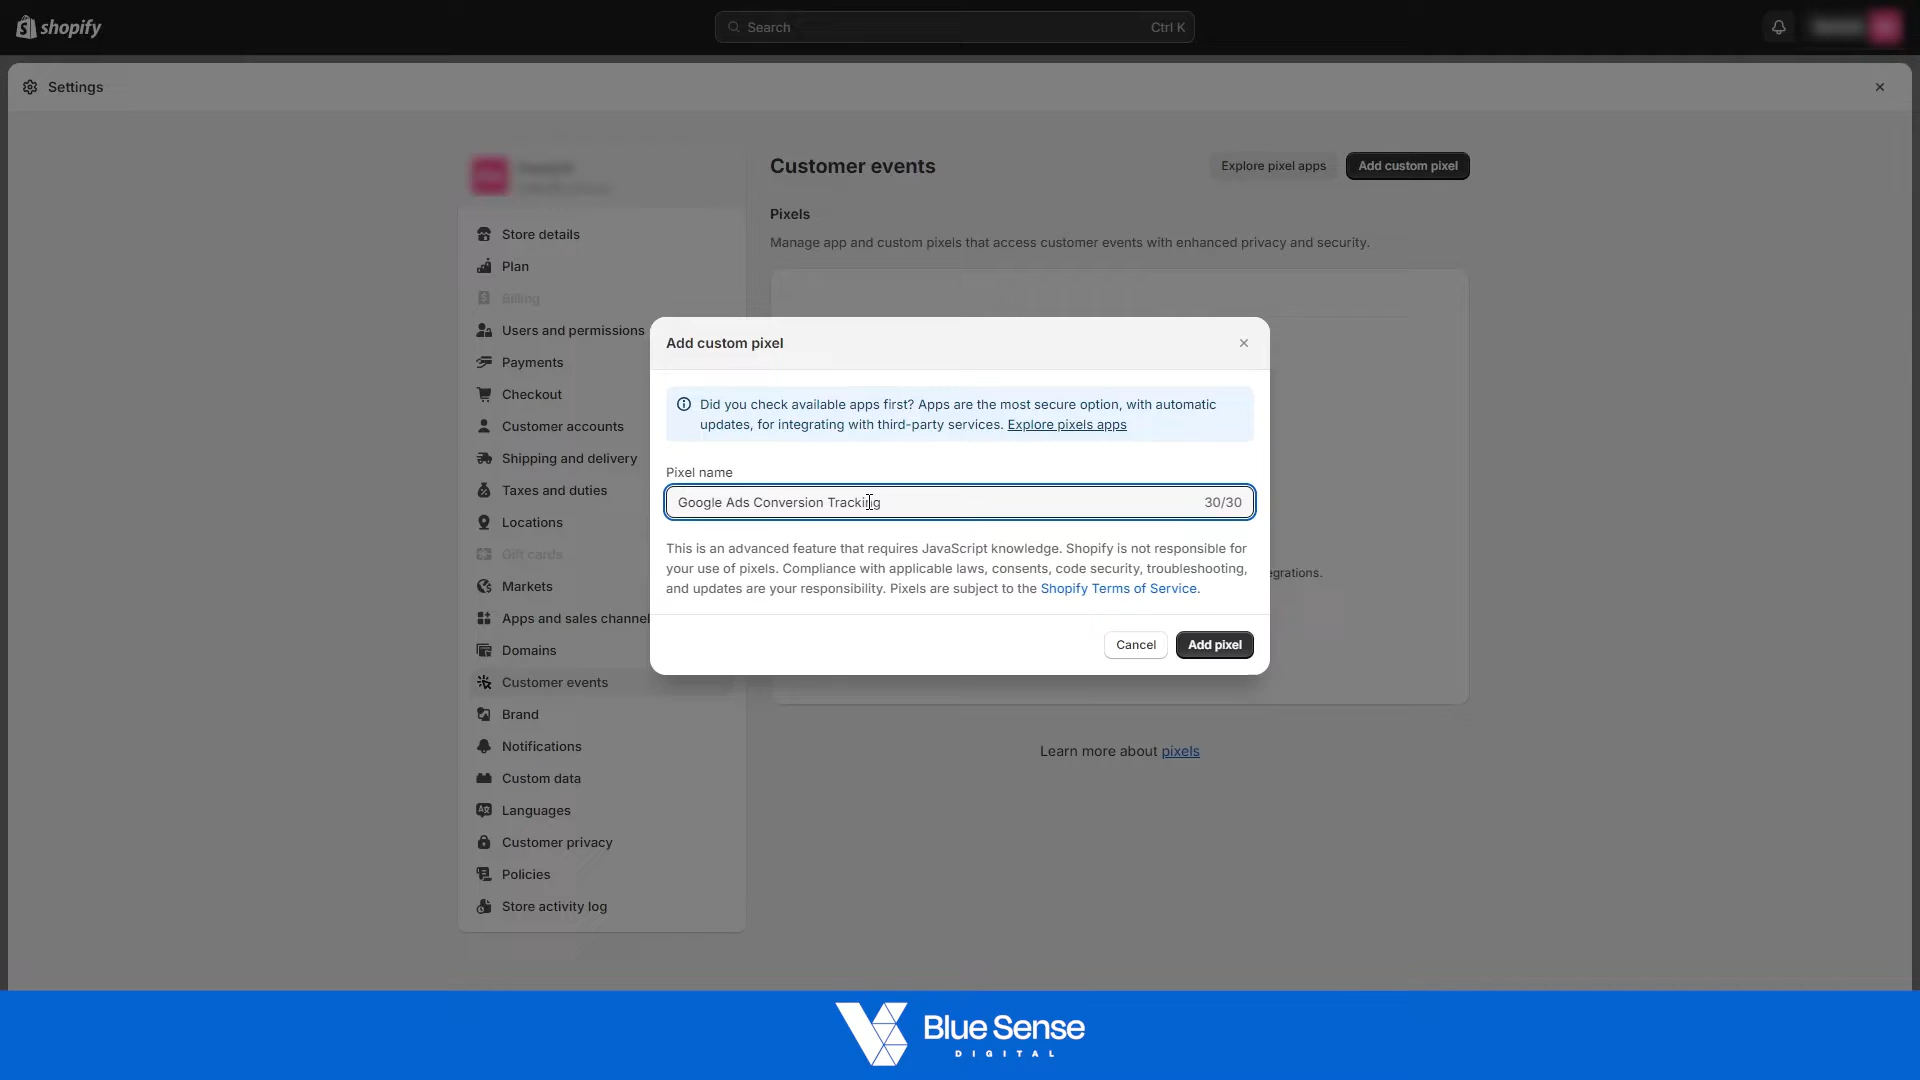 shopify
Search
Ctrl K
Settings
Customer events
Explore pixel apps
Add custom pixel
Pixels
Manage app and custom pixels that access customer events with enhanced privacy and security.
Store details
Plan
Billing
Users and permissions
Payments
Checkout
Customer accounts
Shipping and delivery
Taxes and duties
Locations
Gift cards
Markets
Apps and sales channel
Domains
Customer events
Brand
Notifications
Custom data
Languages
Customer privacy
Policies
Store activity log
Add custom pixel
Did you check available apps first? Apps are the most secure option, with automatic
updates, for integrating with third-party services. Explore pixels apps
Pixel name
Google Ads Conversion Tracking
30/30
This is an advanced feature that requires JavaScript knowledge. Shopify is not responsible for
your use of pixels. Compliance with applicable laws, consents, code security, troubleshooting,
and updates are your responsibility. Pixels are subject to the Shopify Terms of Service.
Cancel
Add pixel
egrations.
Learn more about pixels
Blue Sense
DIGITAL